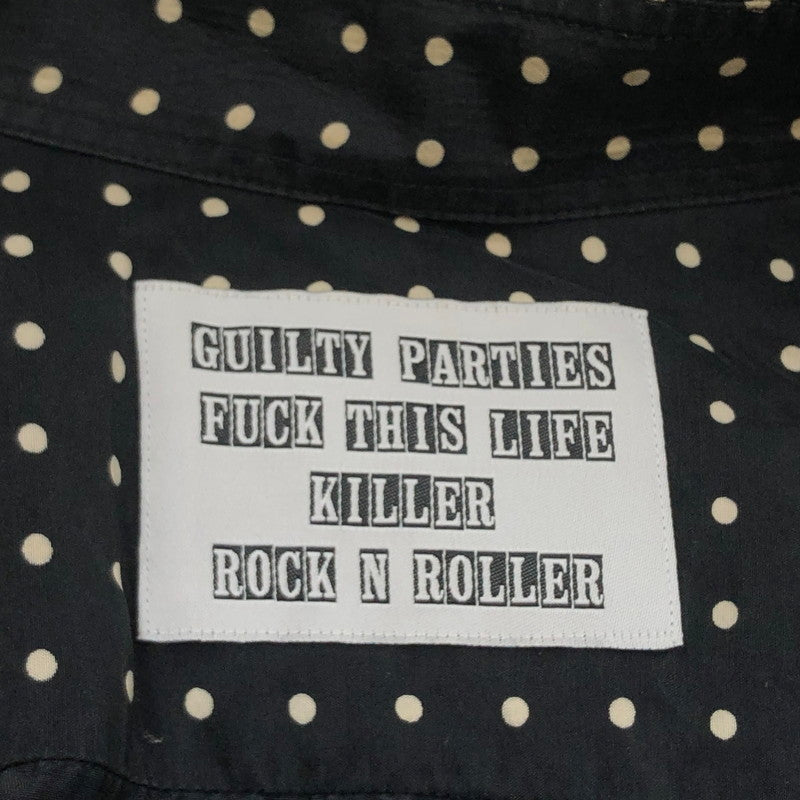 GUILTY PARTIES
FUCK THIS LIFE
KILLER
ROCK N ROLLER